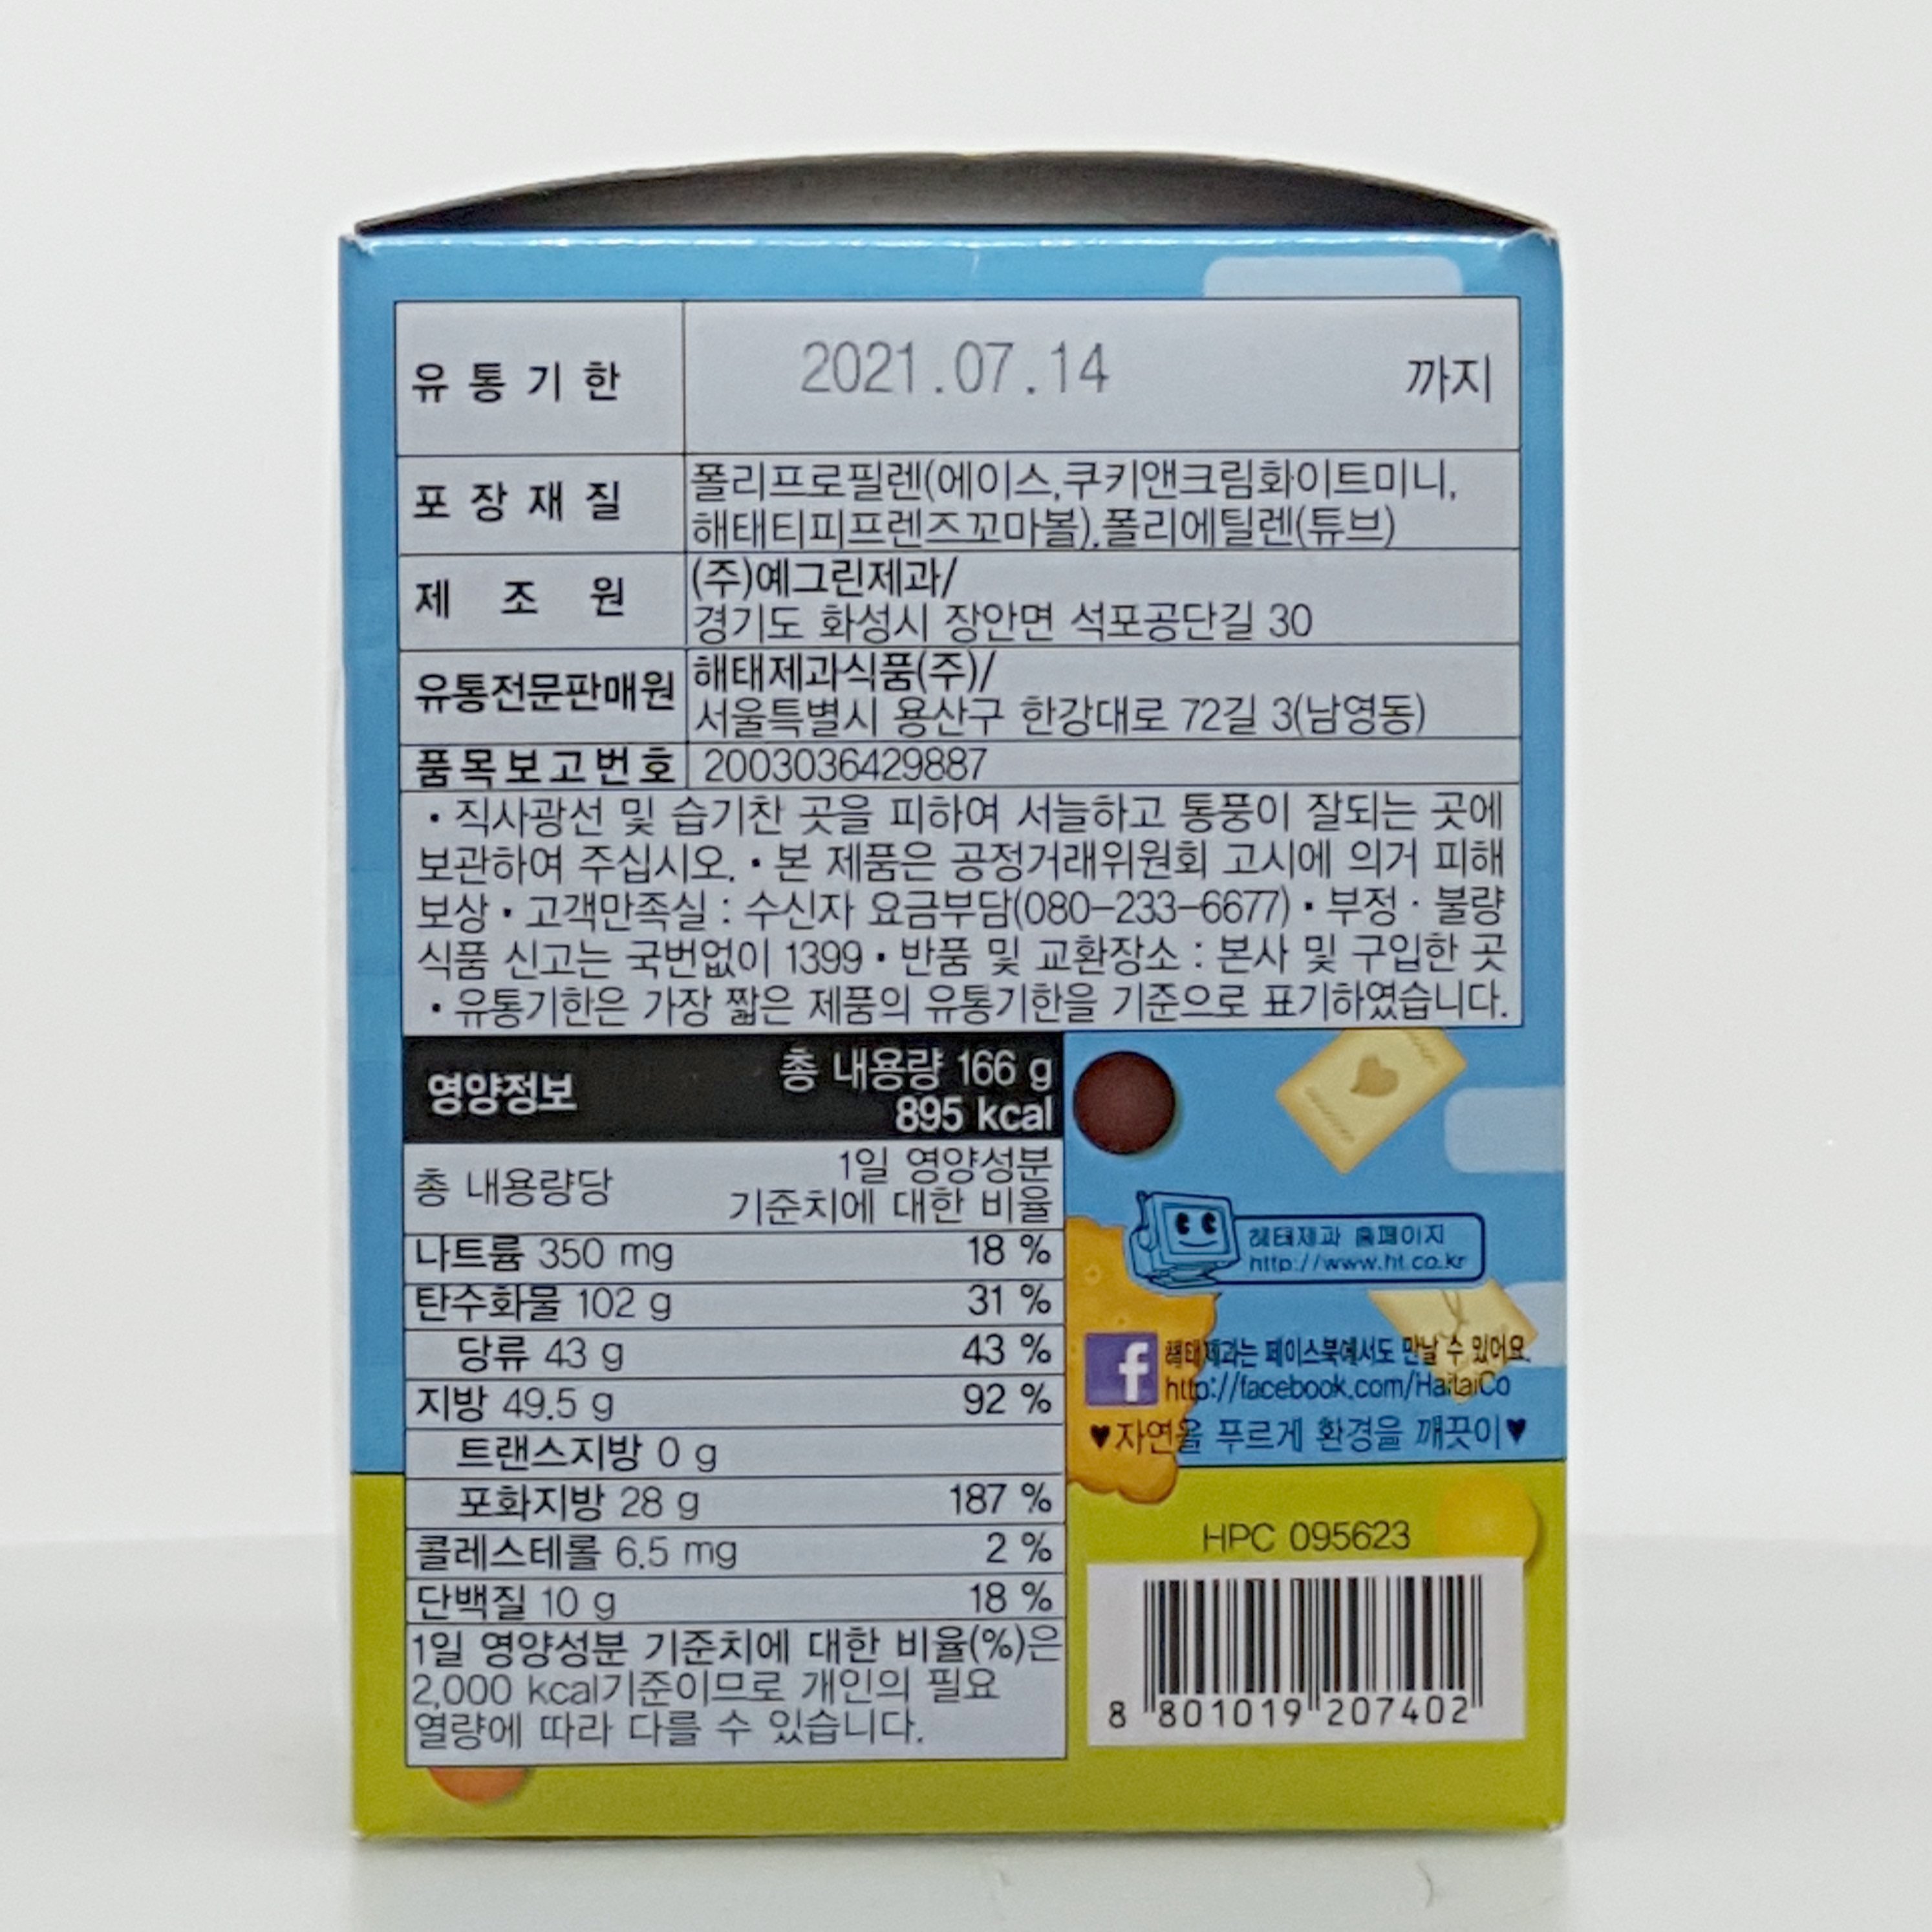 유통기한 2021.07.14 까지
포장재질 폴리프로필렌(에이스,쿠키앤크림화이트미니,
해태티피프렌즈꼬마볼),폴리에틸렌(튜브)
제조원 (주)예그린제과/
경기도 화성시 장안면 석포공단길 30
유통전문판매원 해태제과식품(주)/
서울특별시 용산구 한강대로 72길 3(남영동)
품목보고번호 2003036429887
• 직사광선 및 습기찬 곳을 피하여 서늘하고 통풍이 잘되는 곳에
보관하여 주십시오. • 본 제품은 공정거래위원회 고시에 의거 피해
보상 • 고객만족실 : 수신자 요금부담(080-233-6677) • 부정 · 불량
식품 신고는 국번없이 1399 • 반품 및 교환장소 : 본사 및 구입한 곳
• 유통기한은 가장 짧은 제품의 유통기한을 기준으로 표기하였습니다.
영양정보 총 내용량 166 g
895 kcal
총 내용량당 1일 영양성분
기준치에 대한 비율
나트륨 350 mg 18 %
탄수화물 102 g 31 %
당류 43 g 43 %
지방 49.5 g 92 %
트랜스지방 0 g
포화지방 28 g 187 %
콜레스테롤 6.5 mg 2 %
단백질 10 g 18 %
1일 영양성분 기준치에 대한 비율(%)은
2,000 kcal기준이므로 개인의 필요
열량에 따라 다를 수 있습니다.
해태제과 홈페이지
http://www.ht.co.kr
f
해태제과는 페이스북에서도 만날 수 있어요.
http://facebook.com/HaitaiCo
♥자연을 푸르게 환경을 깨끗이♥
HPC 095623
8 801019 207402